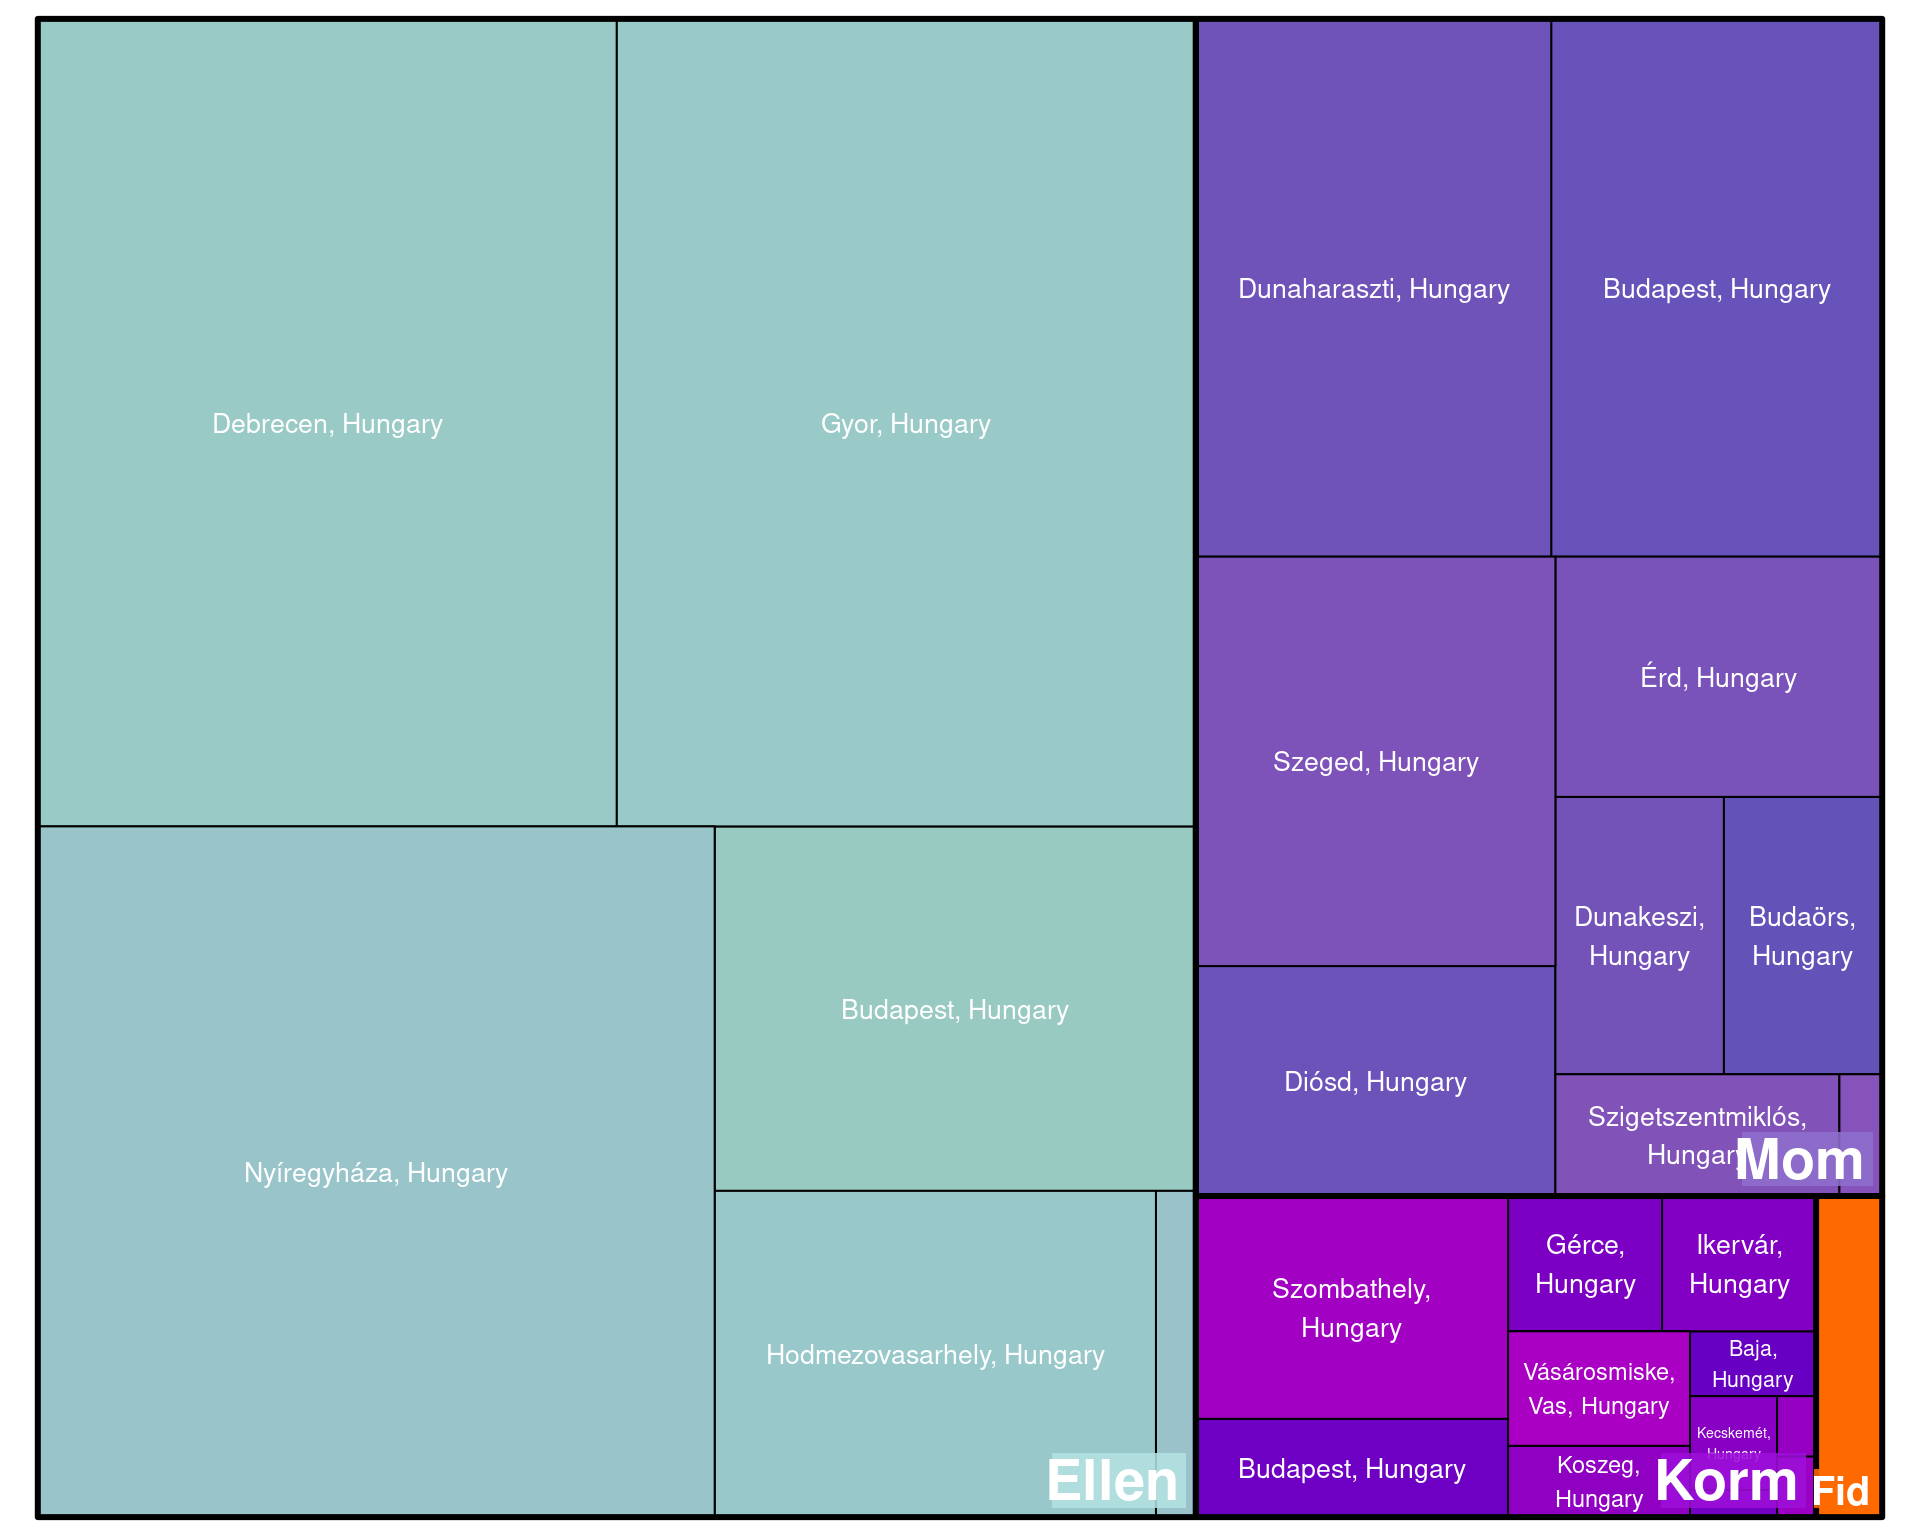 Debrecen, Hungary
Gyor, Hungary
Nyíregyháza, Hungary
Budapest, Hungary
Hodmezovasarhely, Hungary
Ellen
Dunaharaszti, Hungary
Budapest, Hungary
Szeged, Hungary
Érd, Hungary
Dunakeszi,
Hungary
Budaörs,
Hungary
Diósd, Hungary
Szigetszentmiklós,
Hungary
Mom
Szombathely,
Hungary
Gérce,
Hungary
Ikervár,
Hungary
Vásárosmiske,
Vas, Hungary
Baja,
Hungary
Kecskemét,
Hungary
Budapest, Hungary
Koszeg,
Hungary
Korm
Fid